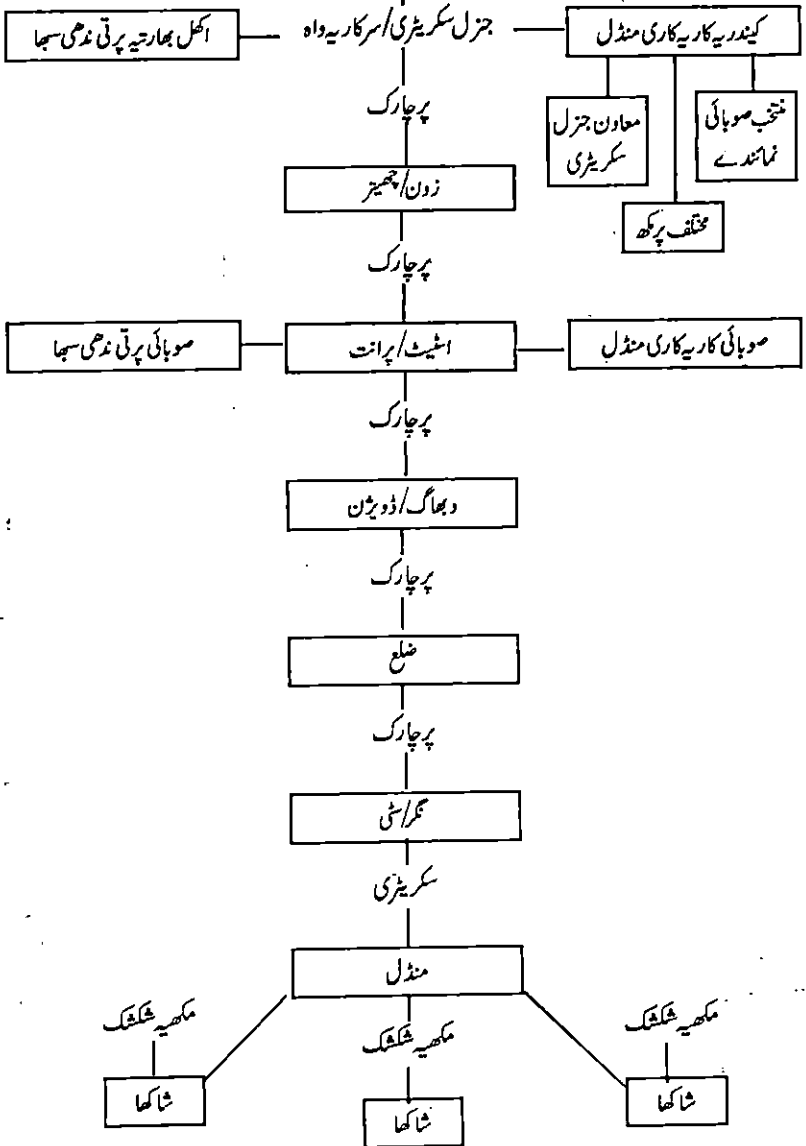 کیندریہ کاریہ کاری منڈل
جنرل سکریٹری/سرکاریہ واہ
اکھل بھارتیہ پرتی ندھی سبھا
منتخب صوبائی
نمائندے
معاون جنرل
سکریٹری
پرچارک
زون/چھیتر
مختلف پرمکھ
پرچارک
صوبائی کاریہ کاری منڈل
اسٹیٹ/پرانت
صوبائی پرتی ندھی سبھا
پرچارک
وبھاگ/ڈویژن
پرچارک
ضلع
پرچارک
نگر/سٹی
سکریٹری
منڈل
مکھیہ شکشک
مکھیہ شکشک
مکھیہ شکشک
شاکھا
شاکھا
شاکھا